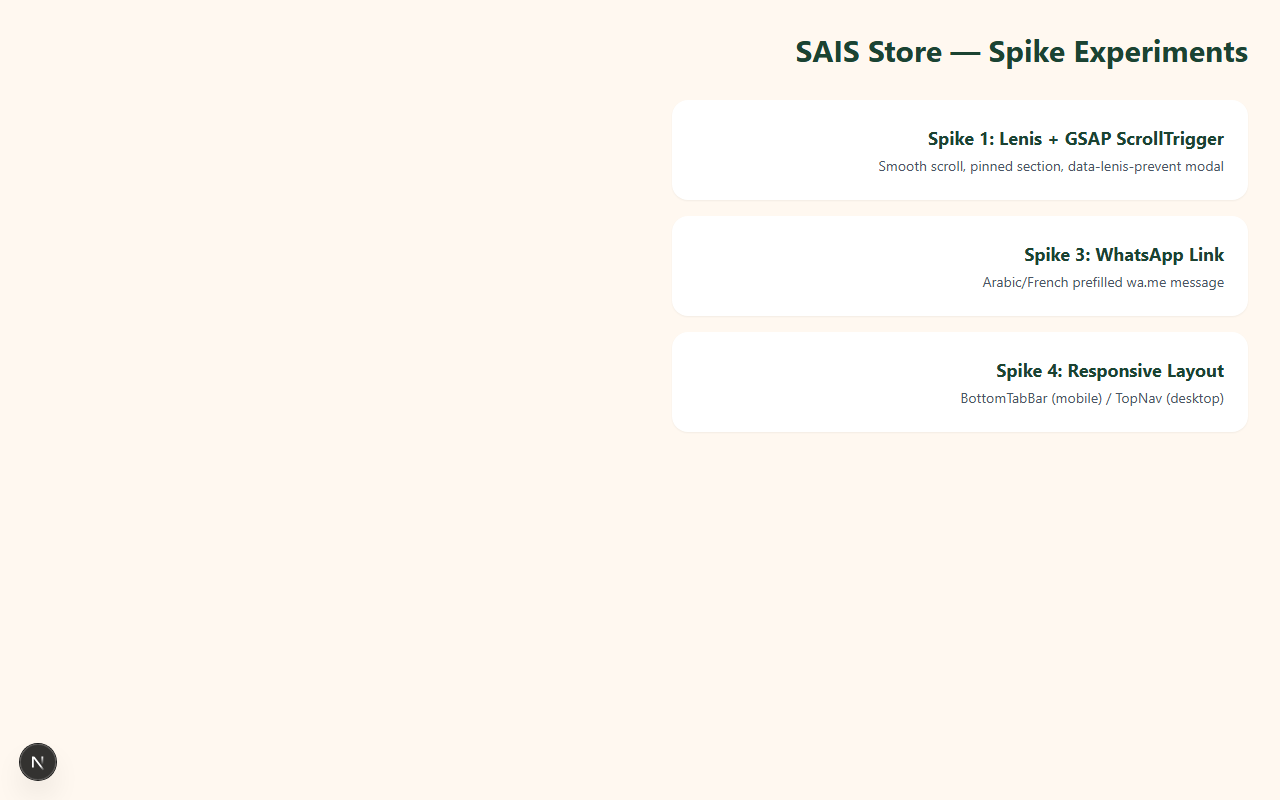 SAIS Store — Spike Experiments
Spike 1: Lenis + GSAP ScrollTrigger
Smooth scroll, pinned section, data-lenis-prevent modal
Spike 3: WhatsApp Link
Arabic/French prefilled wa.me message
Spike 4: Responsive Layout
BottomTabBar (mobile) / TopNav (desktop)
N